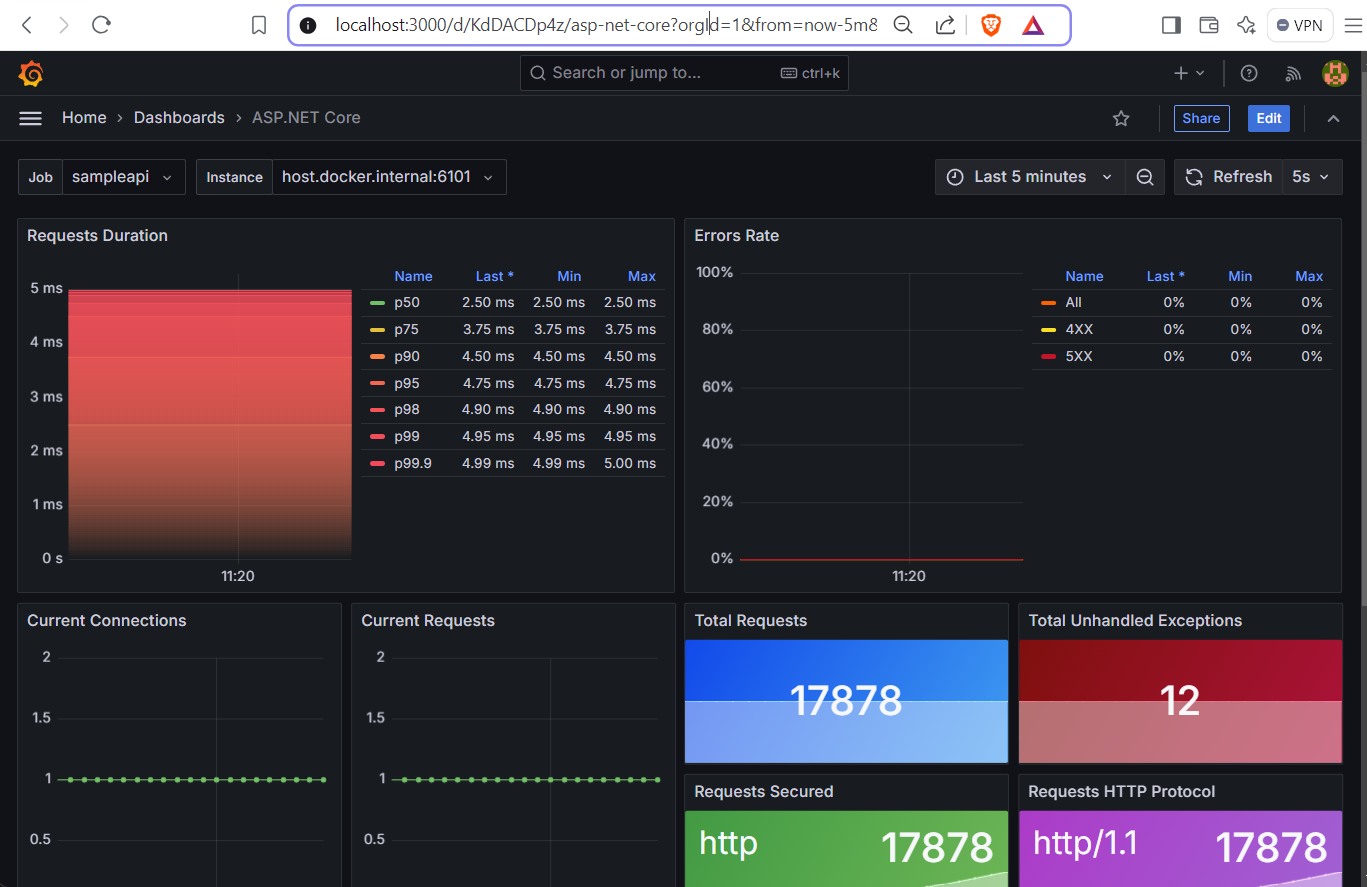 localhost:3000/d/KdDACDp4z/asp-net-core?orgId=1&from=now-5m&
VPN
Search or jump to... ctrl+k
Home › Dashboards › ASP.NET Core
Share Edit
Job sampleapi Instance host.docker.internal:6101 Last 5 minutes Refresh 5s
Requests Duration
5 ms
4 ms
3 ms
2 ms
1 ms
0 s
11:20
Name Last * Min Max
p50 2.50 ms 2.50 ms 2.50 ms
p75 3.75 ms 3.75 ms 3.75 ms
p90 4.50 ms 4.50 ms 4.50 ms
p95 4.75 ms 4.75 ms 4.75 ms
p98 4.90 ms 4.90 ms 4.90 ms
p99 4.95 ms 4.95 ms 4.95 ms
p99.9 4.99 ms 4.99 ms 5.00 ms
Errors Rate
100%
80%
60%
40%
20%
0%
11:20
Name Last * Min Max
All 0% 0% 0%
4XX 0% 0% 0%
5XX 0% 0% 0%
Current Connections
2
1.5
1
0.5
Current Requests
2
1.5
1
0.5
Total Requests
17878
Total Unhandled Exceptions
12
Requests Secured
http 17878
Requests HTTP Protocol
http/1.1 17878